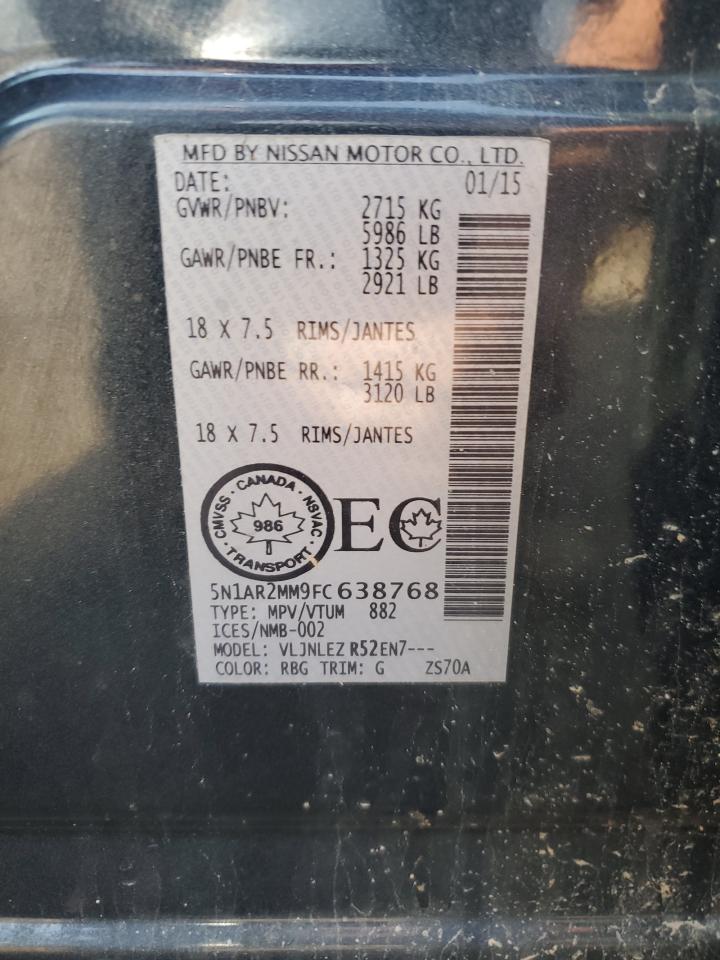 MFD BY NISSAN MOTOR CO., LTD.
DATE: 01/15
GVWR/PNBV: 2715 KG
5986 LB
GAWR/PNBE FR.: 1325 KG
2921 LB
18 X 7.5 RIMS/JANTES
GAWR/PNBE RR.: 1415 KG
3120 LB
18 X 7.5 RIMS/JANTES
CMVSS · CANADA · NSVAC · TRANSPORT ·
986
EC
5N1AR2MM9FC638768
TYPE: MPV/VTUM 882
ICES/NMB-002
MODEL: VLJNLEZ R52EN7---
COLOR: RBG TRIM: G ZS70A